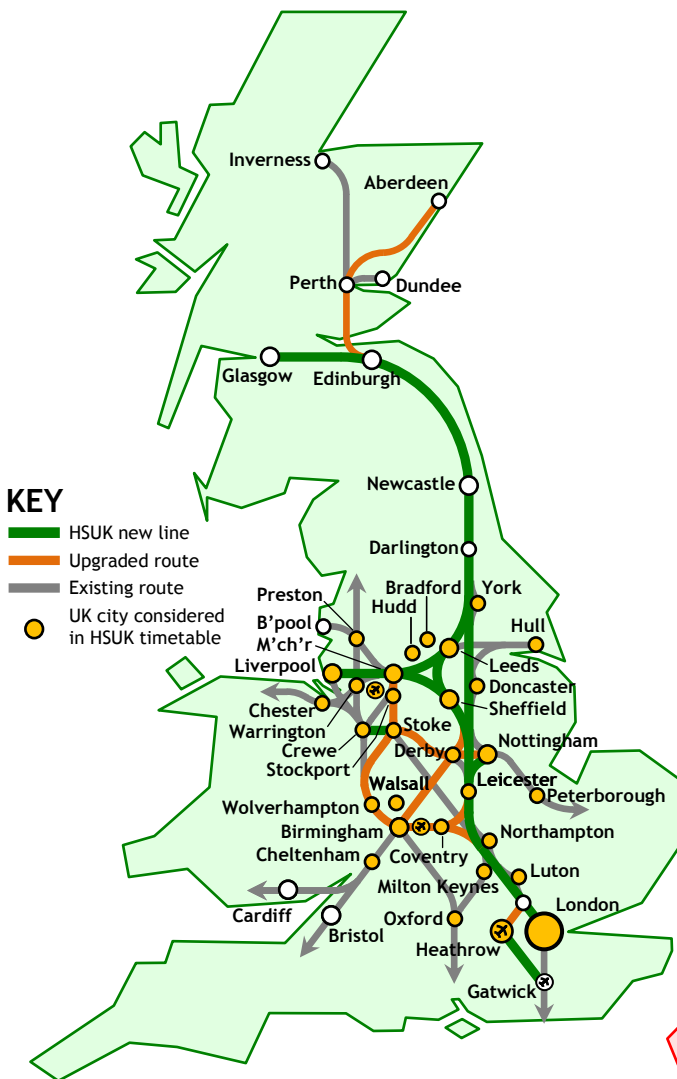 Inverness
Aberdeen
Perth
Dundee
Glasgow
Edinburgh
Newcastle
KEY
HSUK new line
Upgraded route
Existing route
UK city considered
in HSUK timetable
Darlington
Preston
Bradford
York
Hudd
B'pool
Hull
M'ch'r
Liverpool
Leeds
Doncaster
Chester
Sheffield
Warrington
Stoke
Crewe
Derby
Nottingham
Stockport
Walsall
Leicester
Peterborough
Wolverhampton
Birmingham
Northampton
Cheltenham
Coventry
Luton
Milton Keynes
London
Cardiff
Bristol
Oxford
Heathrow
Gatwick